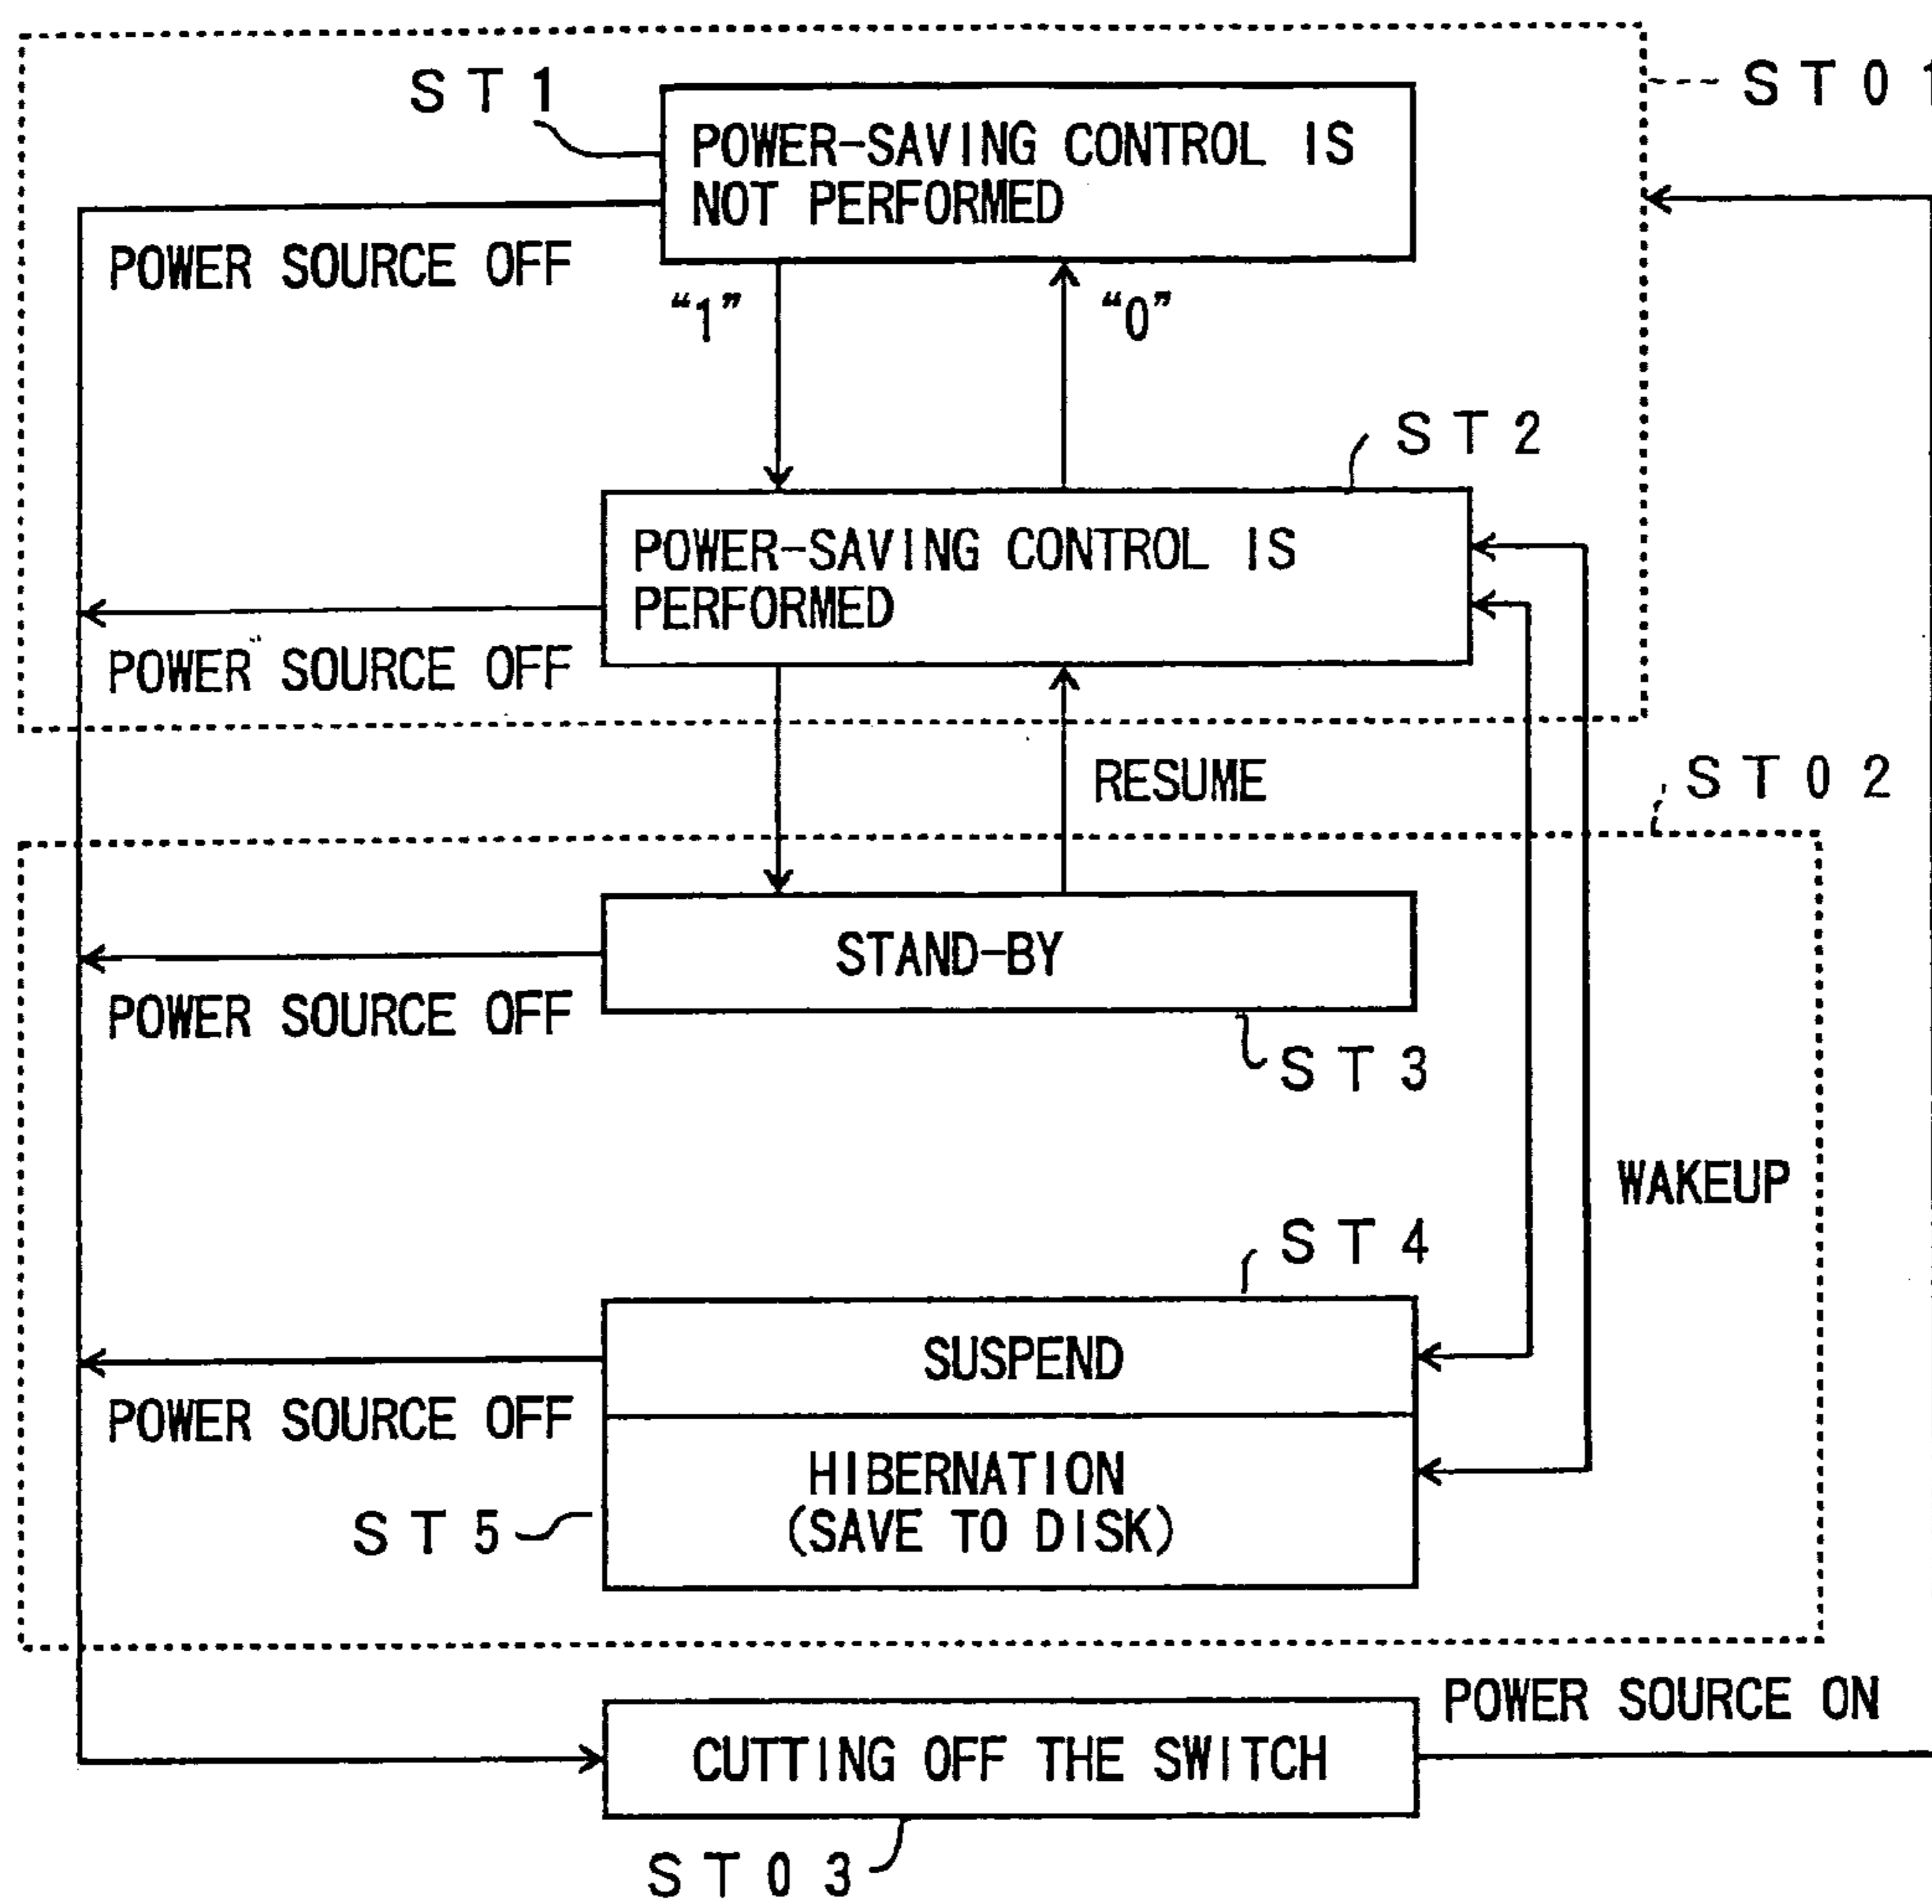 ST1
ST01
POWER-SAVING CONTROL IS
NOT PERFORMED
POWER SOURCE OFF
“1”
“0”
ST2
POWER-SAVING CONTROL IS
PERFORMED
POWER SOURCE OFF
RESUME
ST02
STAND-BY
POWER SOURCE OFF
ST3
WAKEUP
ST4
SUSPEND
POWER SOURCE OFF
HIBERNATION
(SAVE TO DISK)
ST5
POWER SOURCE ON
CUTTING OFF THE SWITCH
ST03